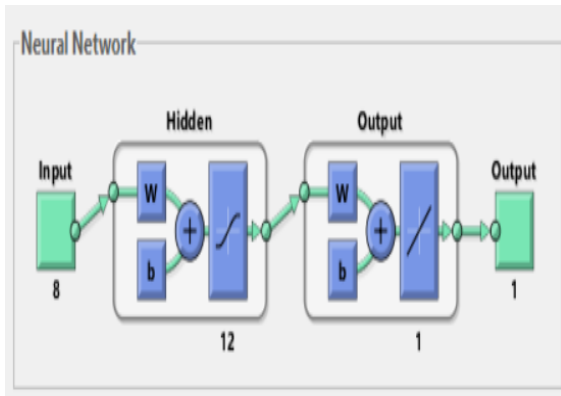 Neural Network
Hidden
Output
Input
W
b
+
W
b
+
Output
8
12
1
1